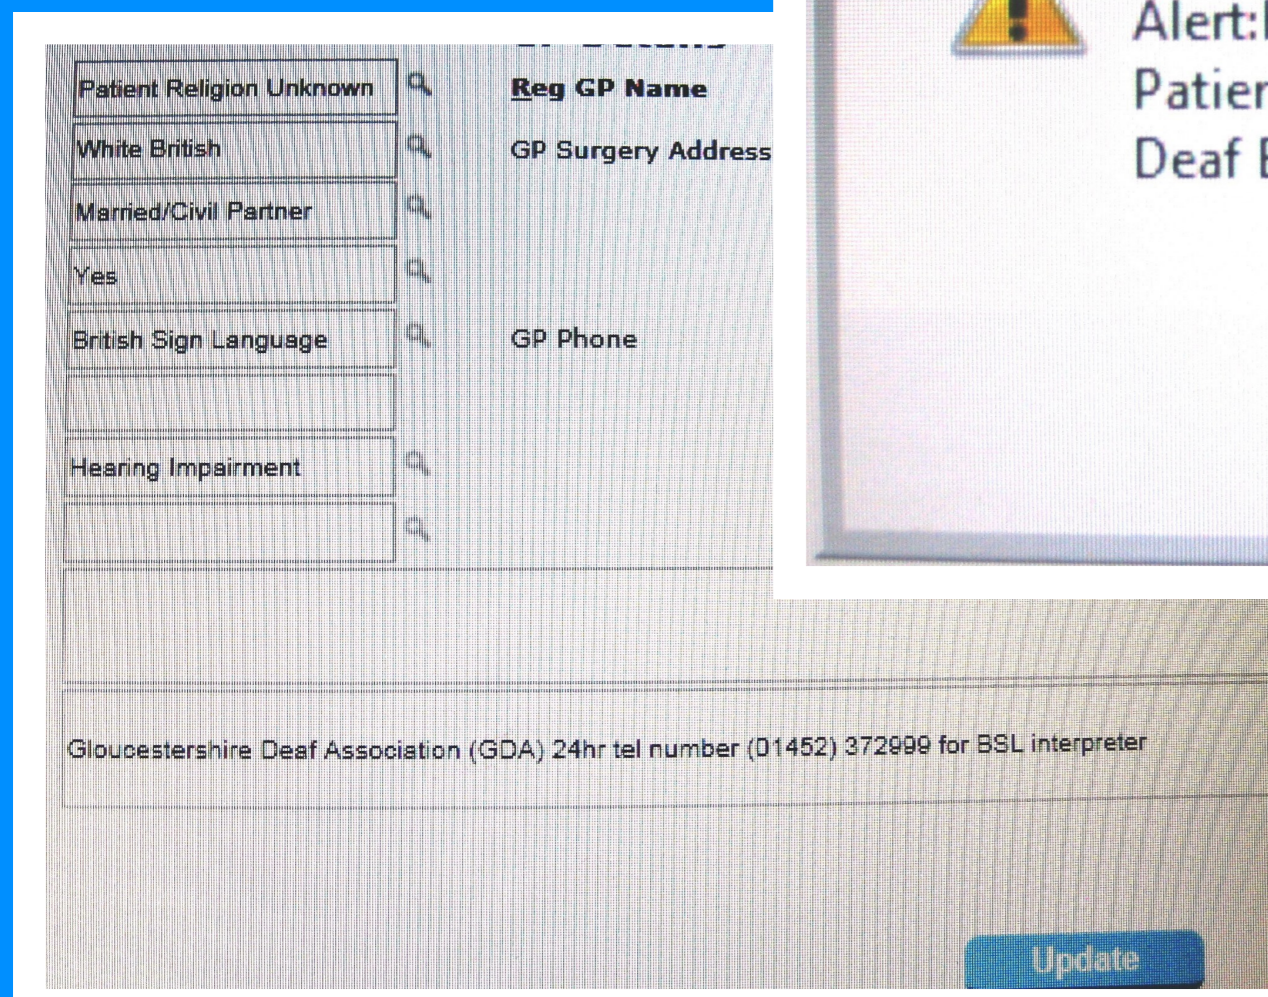 Patient Religion Unknown
White British
Married/Civil Partner
Yes
British Sign Language
Hearing Impairment
Reg GP Name
GP Surgery Address
GP Phone
Gloucestershire Deaf Association (GDA) 24hr tel number (01452) 372999 for BSL interpreter
Update
Alert:
Deaf